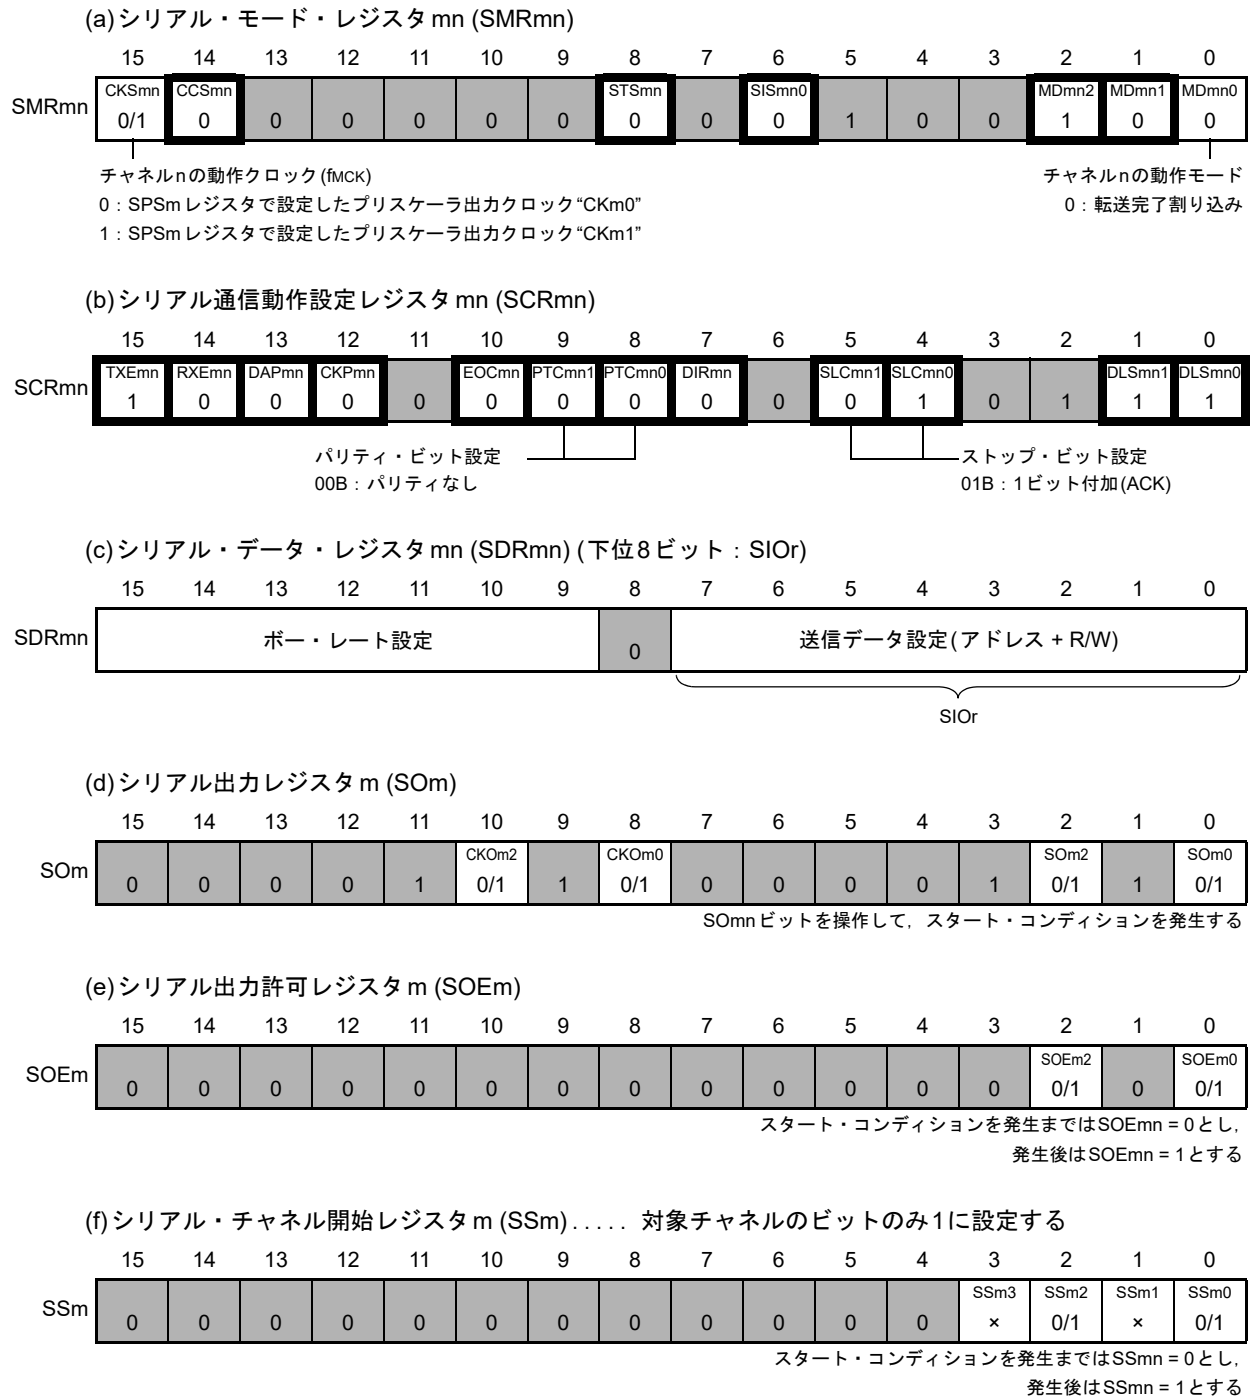 (a)シリアル・モード・レジスタmn (SMRmn)
15 14 13 12 11 10 9 8 7 6 5 4 3 2 1 0
CKSmn CCSmn STSmn SISmn0 MDmn2 MDmn1 MDmn0
SMRmn 0/1 0 0 0 0 0 0 0 0 0 1 0 0 1 0 0
チャネルnの動作クロック(fMCK) チャネルnの動作モード
0：SPSmレジスタで設定したプリスケーラ出力クロック“CKm0” 0：転送完了割り込み
1：SPSmレジスタで設定したプリスケーラ出力クロック“CKm1”
(b)シリアル通信動作設定レジスタmn (SCRmn)
15 14 13 12 11 10 9 8 7 6 5 4 3 2 1 0
TXEmn RXEmn DAPmn CKPmn EOCmn PTCmn1 PTCmn0 DIRmn SLCmn1 SLCmn0 DLSmn1 DLSmn0
SCRmn 1 0 0 0 0 0 0 0 0 0 0 1 0 1 1 1
パリティ・ビット設定 ストップ・ビット設定
00B：パリティなし 01B：1ビット付加(ACK)
(c)シリアル・データ・レジスタmn (SDRmn) (下位8ビット：SIOr)
15 14 13 12 11 10 9 8 7 6 5 4 3 2 1 0
SDRmn ボー・レート設定 0 送信データ設定(アドレス + R/W)
SIOr
(d)シリアル出力レジスタm (SOm)
15 14 13 12 11 10 9 8 7 6 5 4 3 2 1 0
CKOm2 CKOm0 SOm2 SOm0
SOm 0 0 0 0 1 0/1 1 0/1 0 0 0 0 1 0/1 1 0/1
SOmnビットを操作して，スタート・コンディションを発生する
(e)シリアル出力許可レジスタm (SOEm)
15 14 13 12 11 10 9 8 7 6 5 4 3 2 1 0
SOEm2 SOEm0
SOEm 0 0 0 0 0 0 0 0 0 0 0 0 0 0/1 0 0/1
スタート・コンディションを発生まではSOEmn = 0とし，
発生後はSOEmn = 1とする
(f)シリアル・チャネル開始レジスタm (SSm)..... 対象チャネルのビットのみ1に設定する
15 14 13 12 11 10 9 8 7 6 5 4 3 2 1 0
SSm3 SSm2 SSm1 SSm0
SSm 0 0 0 0 0 0 0 0 0 0 0 0 × 0/1 × 0/1
スタート・コンディションを発生まではSSmn = 0とし，
発生後はSSmn = 1とする